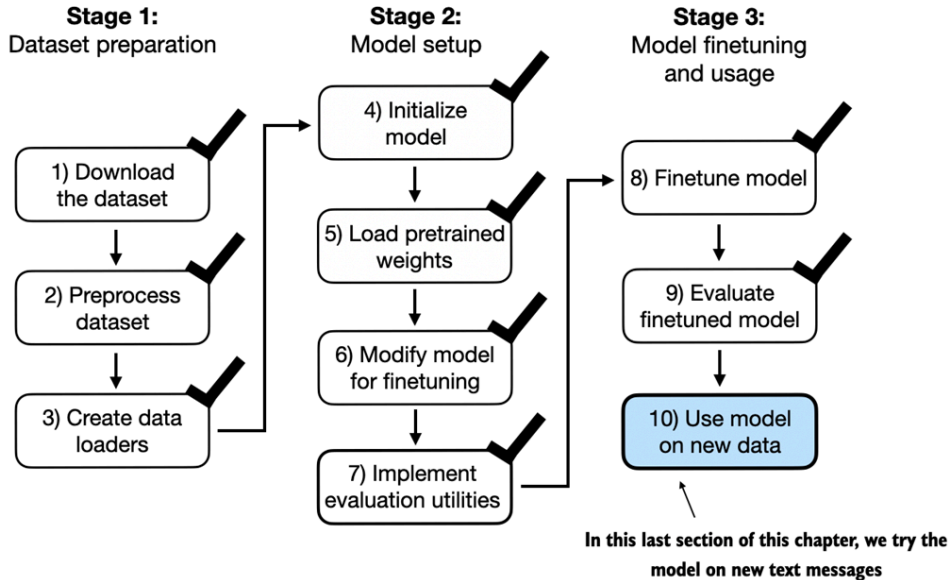 Stage 1:
Dataset preparation
1) Download
the dataset
2) Preprocess
dataset
3) Create data
loaders
Stage 2:
Model setup
4) Initialize
model
5) Load pretrained
weights
6) Modify model
for finetuning
7) Implement
evaluation utilities
Stage 3:
Model finetuning
and usage
8) Finetune model
9) Evaluate
finetuned model
10) Use model
on new data
In this last section of this chapter, we try the
model on new text messages